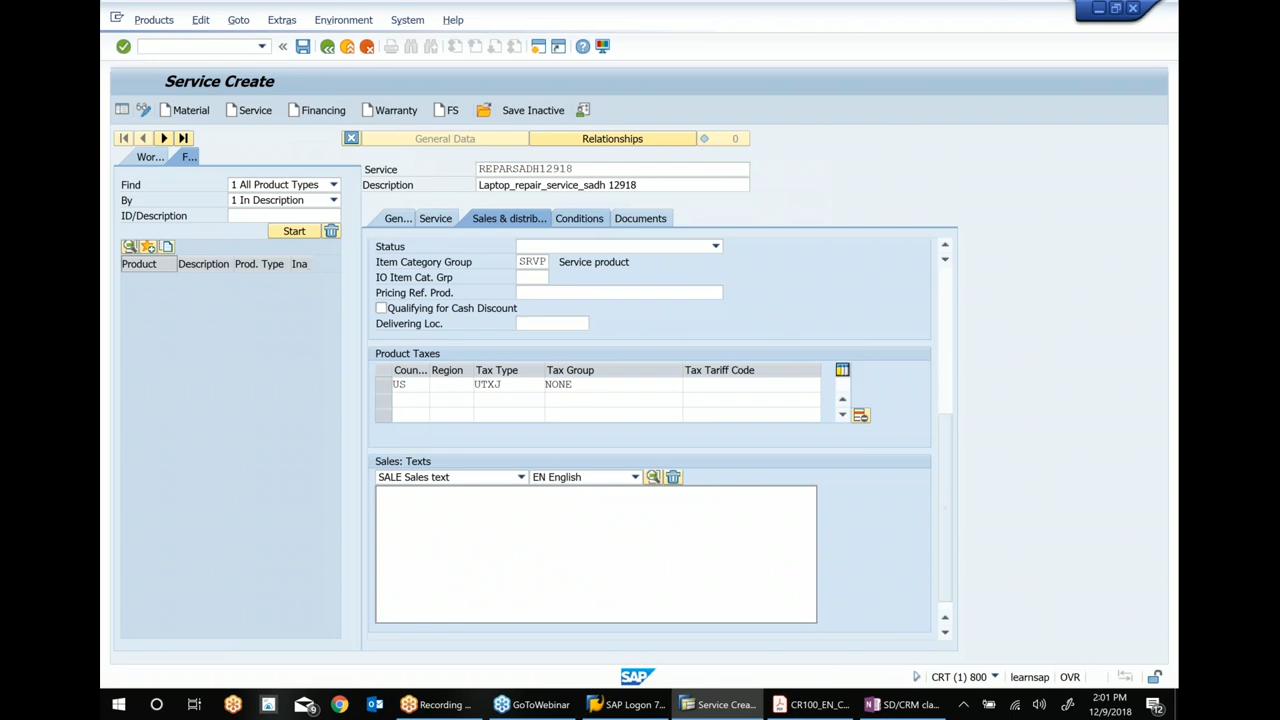 Products Edit Goto Extras Environment System Help
Service Create
Material Service Financing Warranty FS Save Inactive
General Data Relationships 0
Wor... F...
Service REPARSADH12918
Description Laptop_repair_service_sadh 12918
Find 1 All Product Types
By 1 In Description
ID/Description
Start
Product Description Prod. Type Ina
Gen... Service Sales & distrib... Conditions Documents
Status
Item Category Group SRVP Service product
IO Item Cat. Grp
Pricing Ref. Prod.
Qualifying for Cash Discount
Delivering Loc.
Product Taxes
Coun... Region Tax Type Tax Group Tax Tariff Code
US UTXJ NONE
Sales: Texts
SALE Sales text EN English
SAP CRT (1) 800 learnsap OVR
Recording ... GoToWebinar SAP Logon 7... Service Crea... CR100_EN_C... SD/CRM cla... 2:01 PM
12/9/2018 12